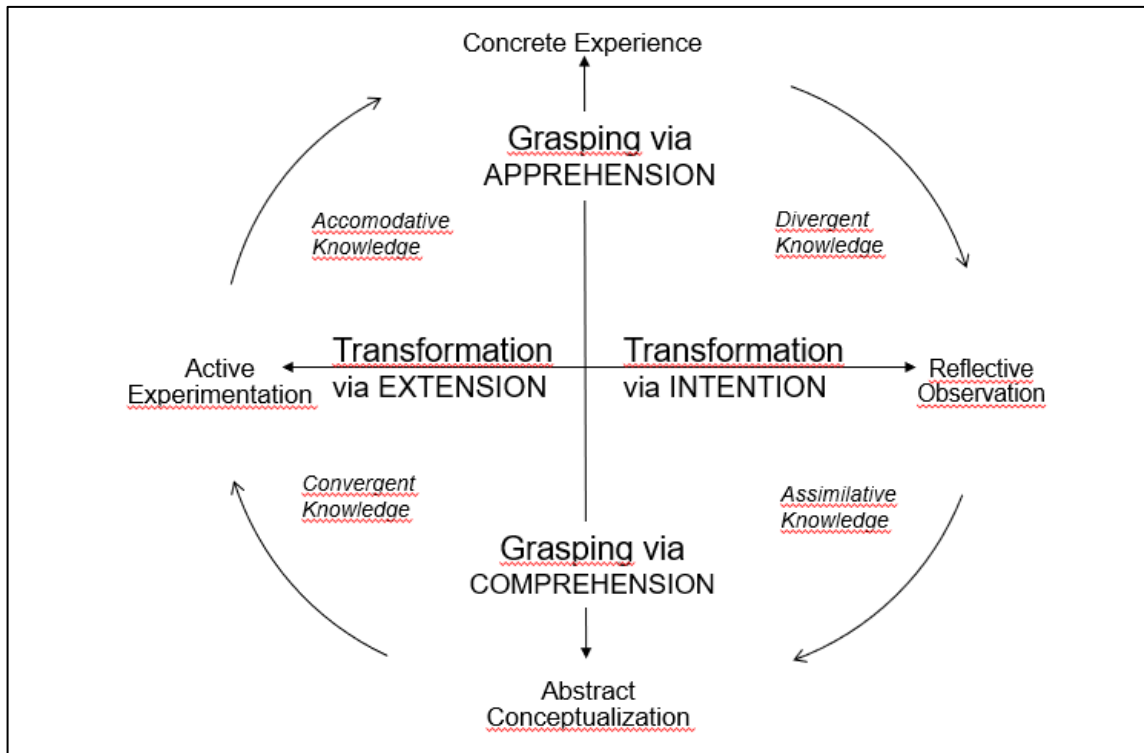 Concrete Experience
Grasping via
APPREHENSION
Accomodative
Knowledge
Divergent
Knowledge
Active
Experimentation
Transformation
via EXTENSION
Transformation
via INTENTION
Reflective
Observation
Convergent
Knowledge
Assimilative
Knowledge
Grasping via
COMPREHENSION
Abstract
Conceptualization